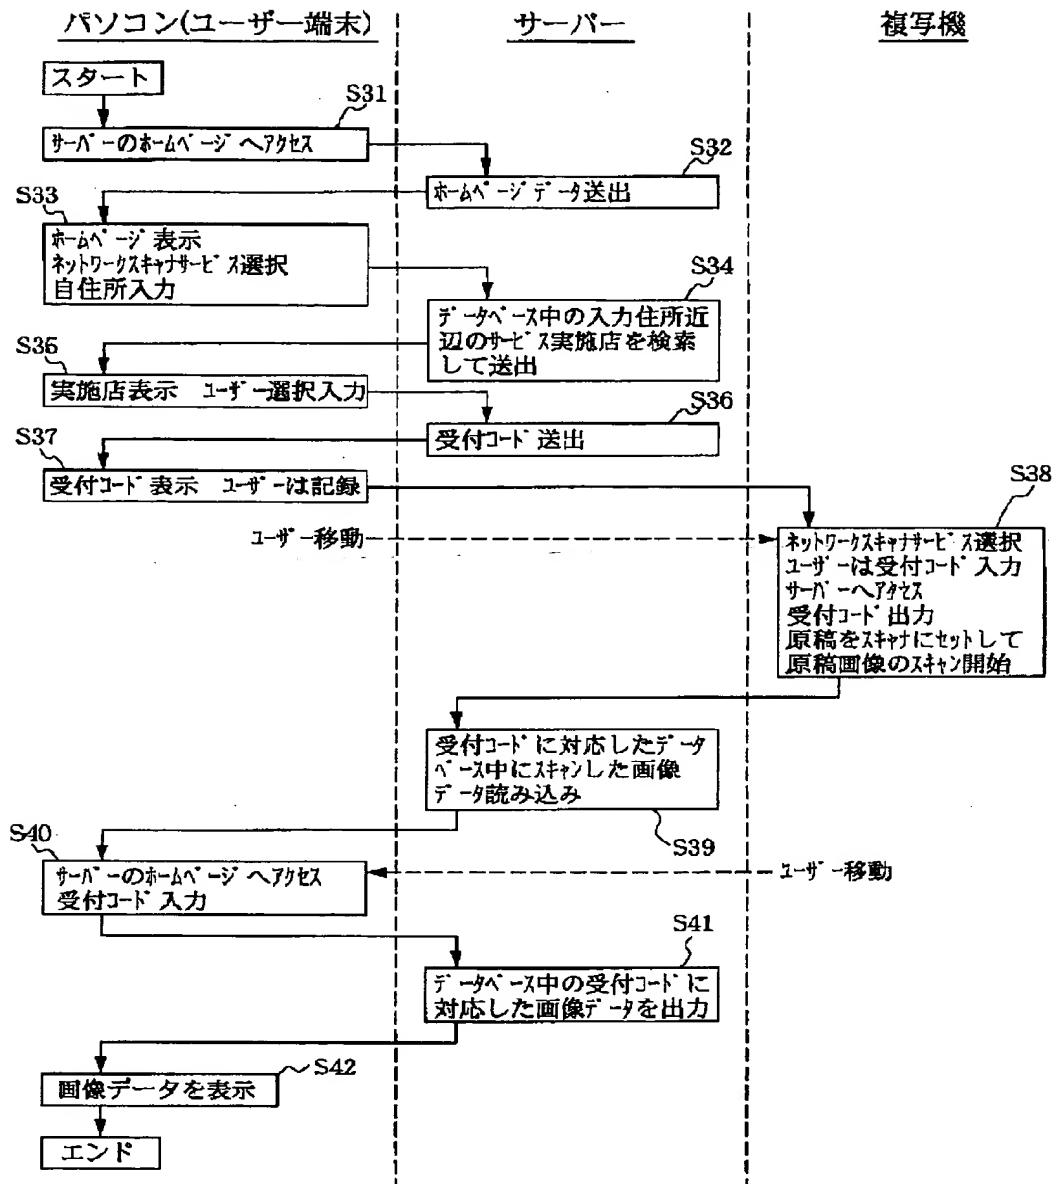 パソコン(ユーザー端末)
サーバー
複写機
スタート
S31
サーバーのホームページへアクセス
S32
ホームページデータ送出
S33
ホームページ表示
ネットワークスキャナサービス選択
自住所入力
S34
データベース中の入力住所近
辺のサービス実施店を検索
して送出
S35
実施店表示 ユーザー選択入力
S36
受付コード送出
S37
受付コード表示 ユーザーは記録
S38
ユーザー移動
ネットワークスキャナサービス選択
ユーザーは受付コード入力
サーバーへアクセス
受付コード出力
原稿をスキャナにセットして
原稿画像のスキャン開始
受付コードに対応したデータ
ベース中にスキャンした画像
データ読み込み
S39
S40
サーバーのホームページへアクセス
受付コード入力
ユーザー移動
S41
データベース中の受付コードに
対応した画像データを出力
S42
画像データを表示
エンド